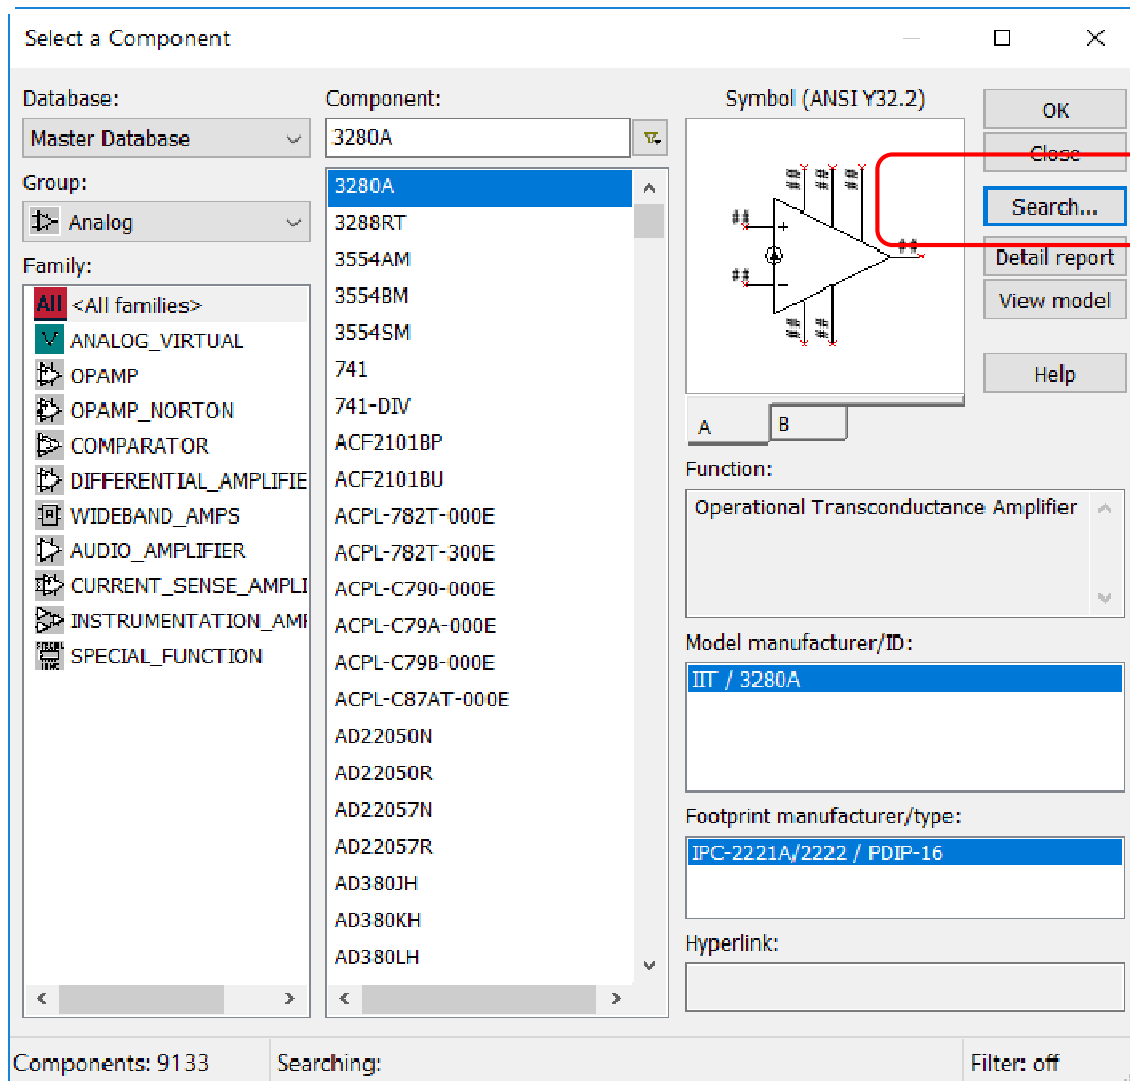 Select a Component
Database:
Master Database
Group:
Analog
Family:
All <All families>
ANALOG_VIRTUAL
OPAMP
OPAMP_NORTON
COMPARATOR
DIFFERENTIAL_AMPLIFIE
WIDEBAND_AMPS
AUDIO_AMPLIFIER
CURRENT_SENSE_AMPLI
INSTRUMENTATION_AMF
SPECIAL_FUNCTION
Component:
3280A
3280A
3288RT
3554AM
3554BM
3554SM
741
741-DIV
ACF2101BP
ACF2101BU
ACPL-782T-000E
ACPL-782T-300E
ACPL-C790-000E
ACPL-C79A-000E
ACPL-C79B-000E
ACPL-C87AT-000E
AD22050N
AD22050R
AD22057N
AD22057R
AD380JH
AD380KH
AD380LH
Symbol (ANSI Y32.2)
## ## ##
##
##
##
## ##
A
B
Function:
Operational Transconductance Amplifier
Model manufacturer/ID:
IIT / 3280A
Footprint manufacturer/type:
IPC-2221A/2222 / PDIP-16
Hyperlink:
OK
Close
Search...
Detail report
View model
Help
Components: 9133
Searching:
Filter: off